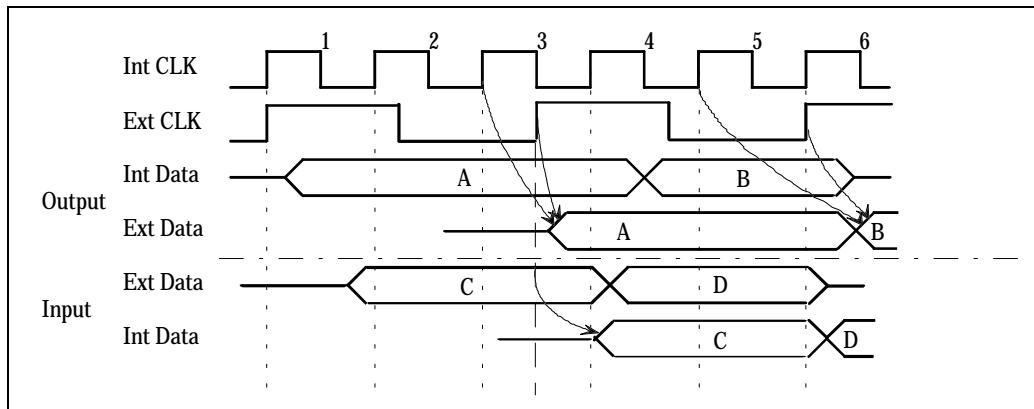 1 2 3 4 5 6
Int CLK
Ext CLK
Int Data A B
Output
Ext Data A B
Ext Data C D
Input
Int Data C D